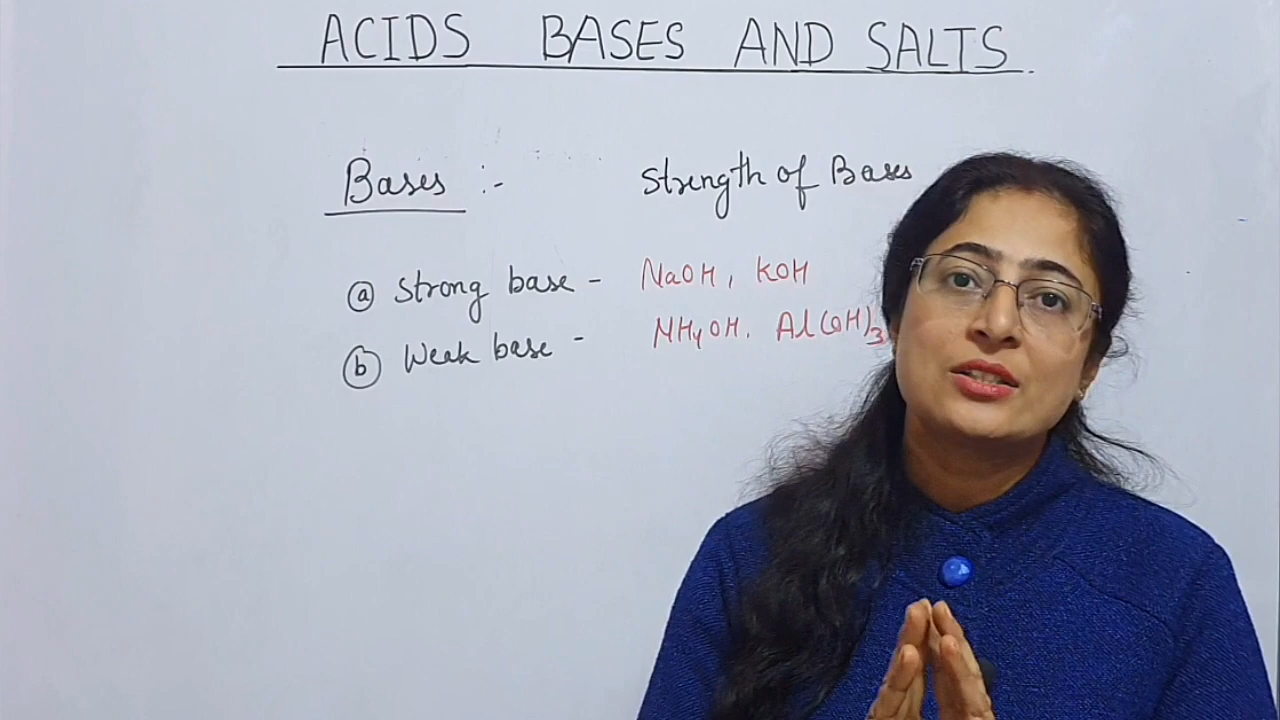 ACIDS BASES AND SALTS.
Bases :- Strength of Bases
(a) Strong base - NaOH, KOH
(b) Weak base - NH4OH. Al(OH)3